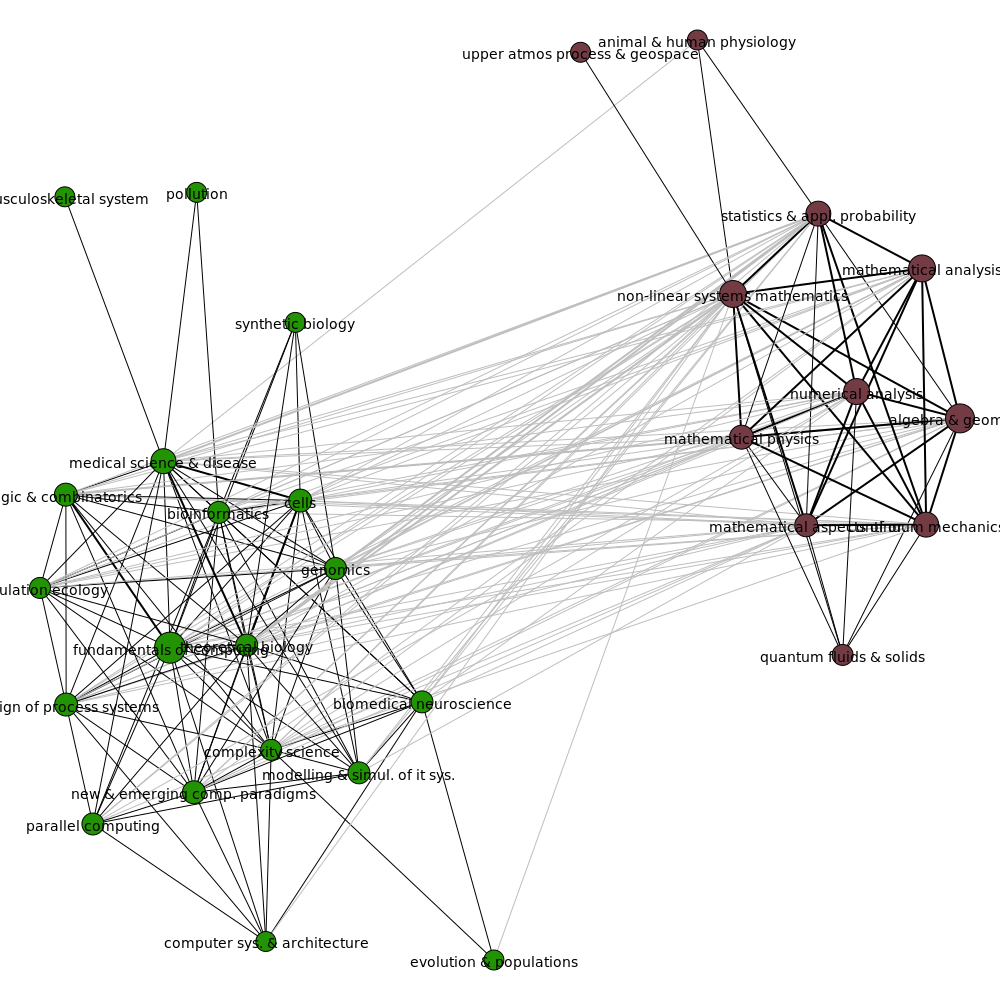 animal & human physiology
upper atmos process & geospace
usculoskeletal system
pollution
statistics & appl. probability
mathematical analysis
non-linear systems mathematics
synthetic biology
numerical analysis
algebra & geom
mathematical physics
medical science & disease
gic & combinatorics
cells
bioinformatics
mathematical aspects of
continuum mechanics
genomics
ulation ecology
fundamentals of computing
theoretical biology
quantum fluids & solids
ign of process systems
biomedical neuroscience
complexity science
modelling & simul. of it sys.
new & emerging comp. paradigms
parallel computing
computer sys. & architecture
evolution & populations